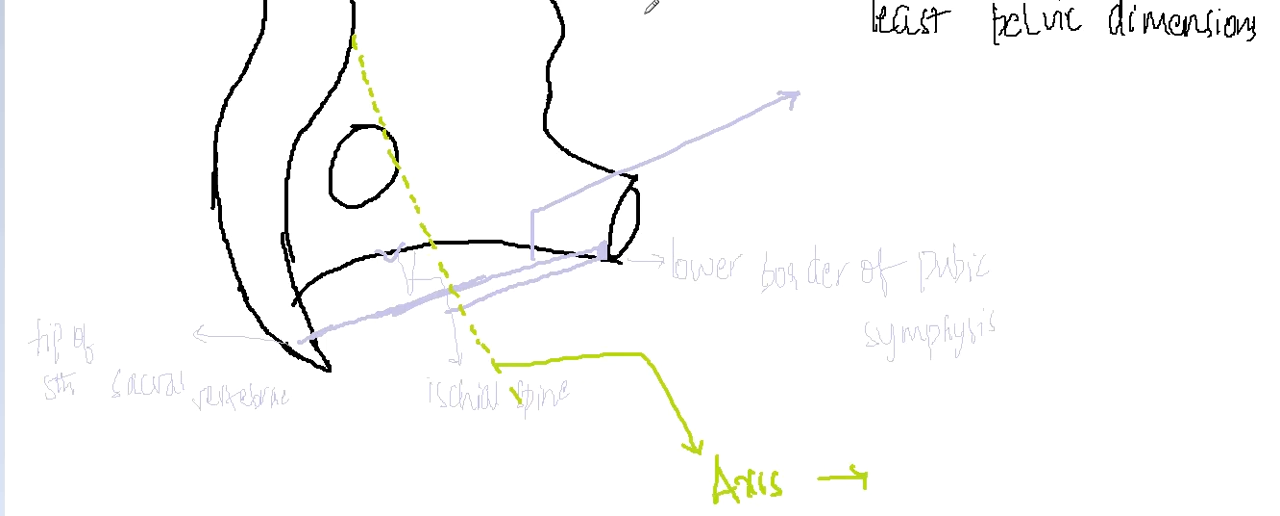 least pelvic dimensions
lower border of pubic
symphysis
tip of
5th sacral vertebrae
ischial spine
Axis →